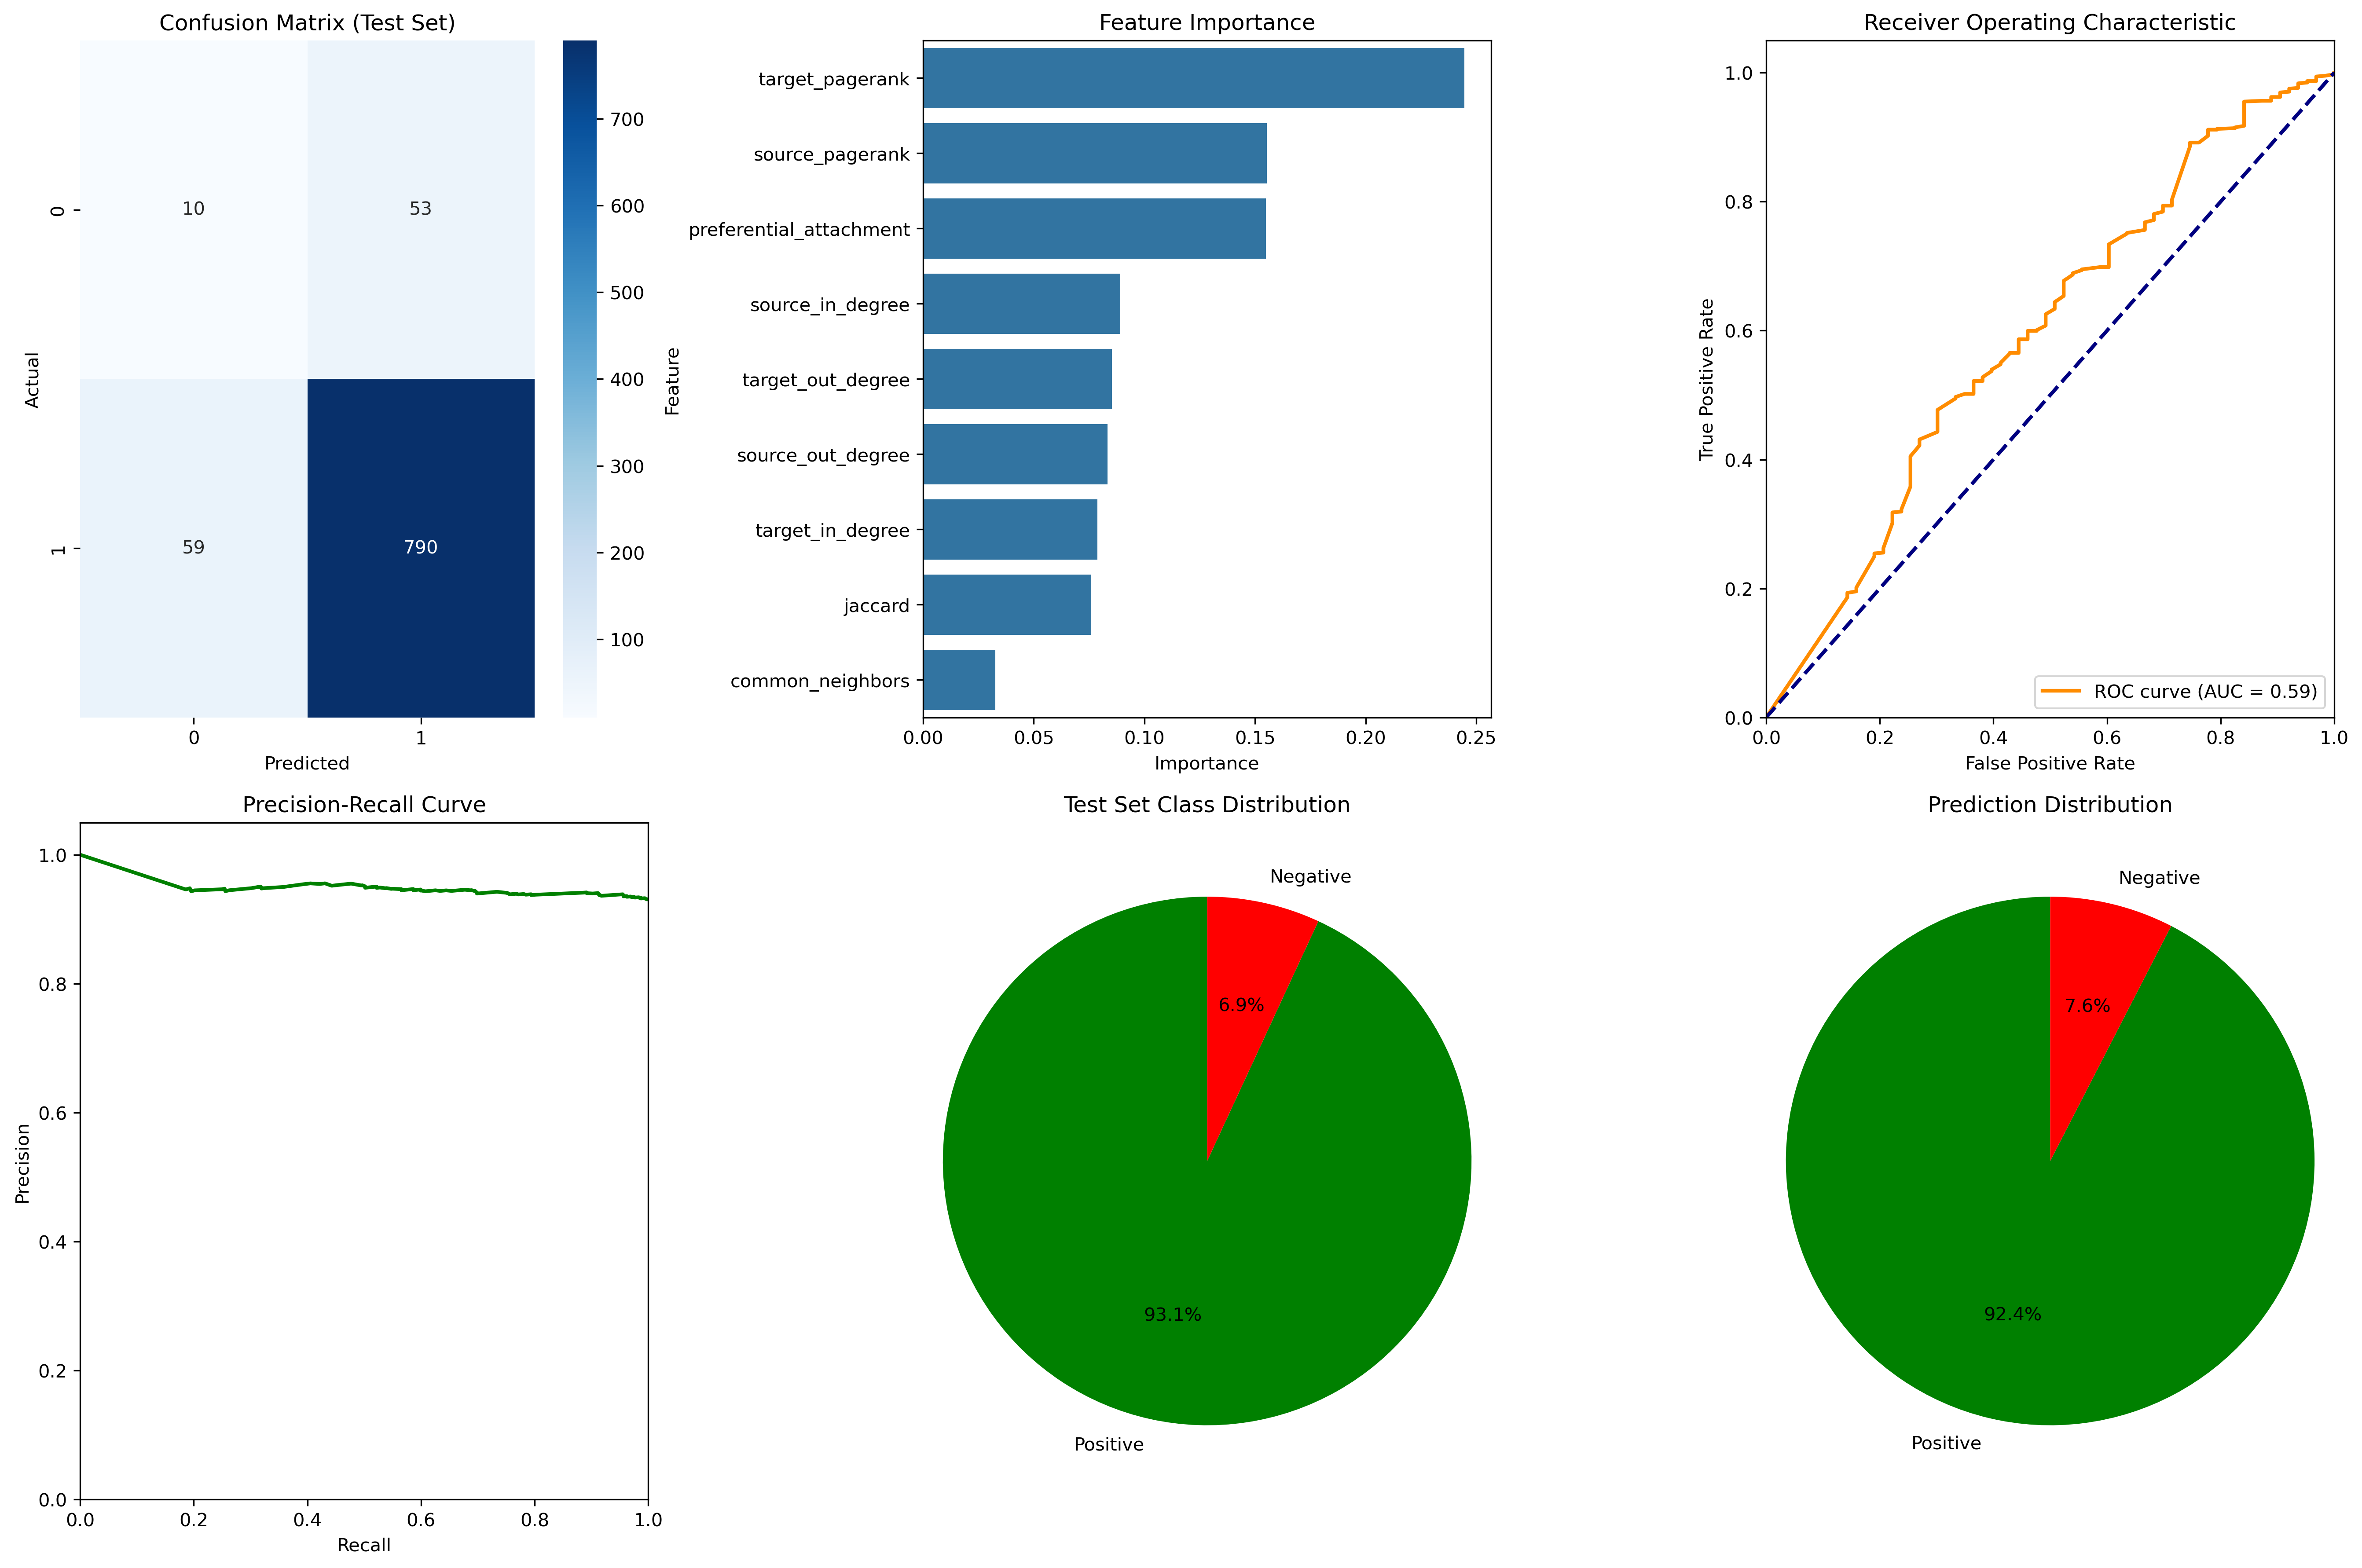 Confusion Matrix (Test Set)
Actual
0
1
10
53
59
790
0
1
Predicted
700
600
500
400
300
200
100
Feature Importance
Feature
target_pagerank
source_pagerank
preferential_attachment
source_in_degree
target_out_degree
source_out_degree
target_in_degree
jaccard
common_neighbors
0.00
0.05
0.10
0.15
0.20
0.25
Importance
Receiver Operating Characteristic
True Positive Rate
1.0
0.8
0.6
0.4
0.2
0.0
ROC curve (AUC = 0.59)
0.0
0.2
0.4
0.6
0.8
1.0
False Positive Rate
Precision-Recall Curve
Precision
1.0
0.8
0.6
0.4
0.2
0.0
0.0
0.2
0.4
0.6
0.8
1.0
Recall
Test Set Class Distribution
Negative
6.9%
93.1%
Positive
Prediction Distribution
Negative
7.6%
92.4%
Positive